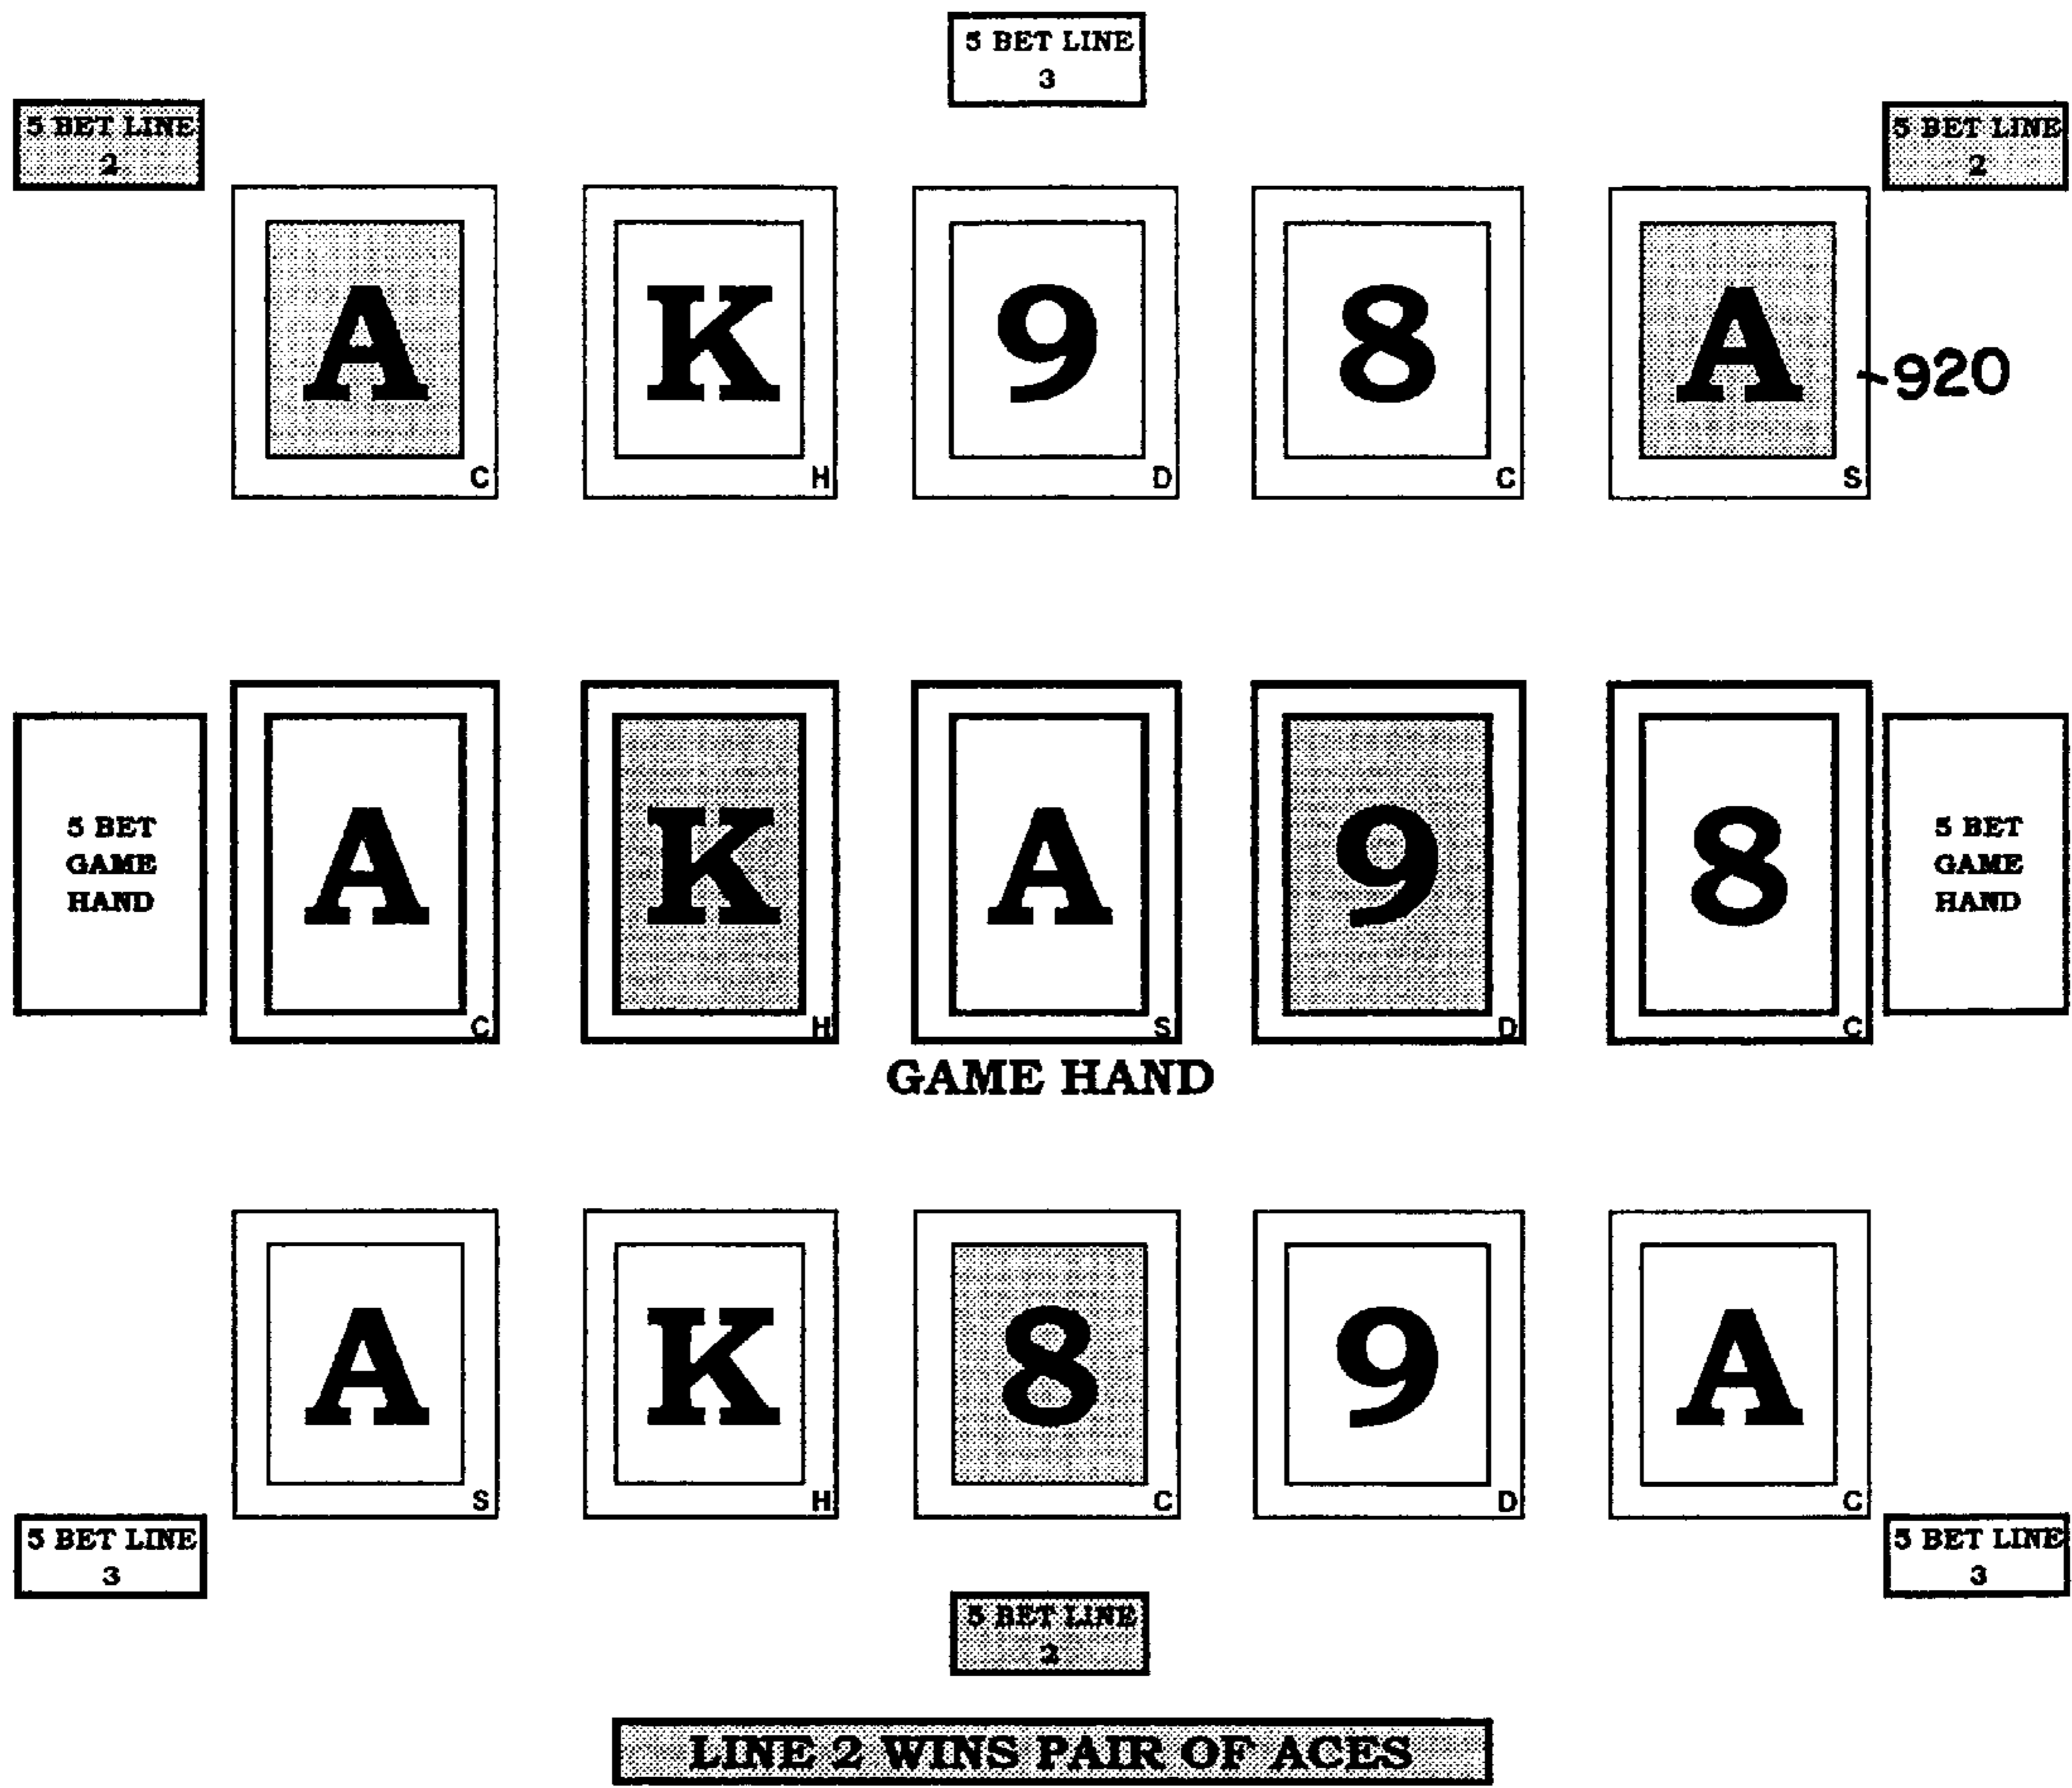 5 BET LINE
3
5 BET LINE
2
5 BET LINE
2
A K 9 8 A
920
C H D C S
5 BET
GAME
HAND
A K A 9 8
5 BET
GAME
HAND
C H S D C
GAME HAND
A K 8 9 A
S H C D C
5 BET LINE
3
5 BET LINE
3
5 BET LINE
2
LINE 2 WINS PAIR OF ACES